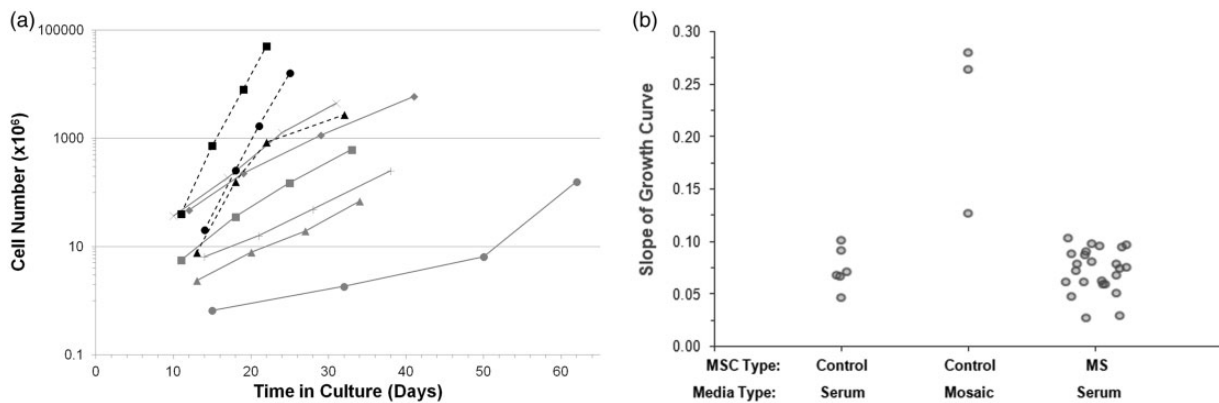 (a)
100000
1000
10
0.1
Cell Number (x10⁶)
0 10 20 30 40 50 60
Time in Culture (Days)
(b)
0.30
0.25
0.20
0.15
0.10
0.05
0.00
Slope of Growth Curve
MSC Type: Control Control MS
Media Type: Serum Mosaic Serum